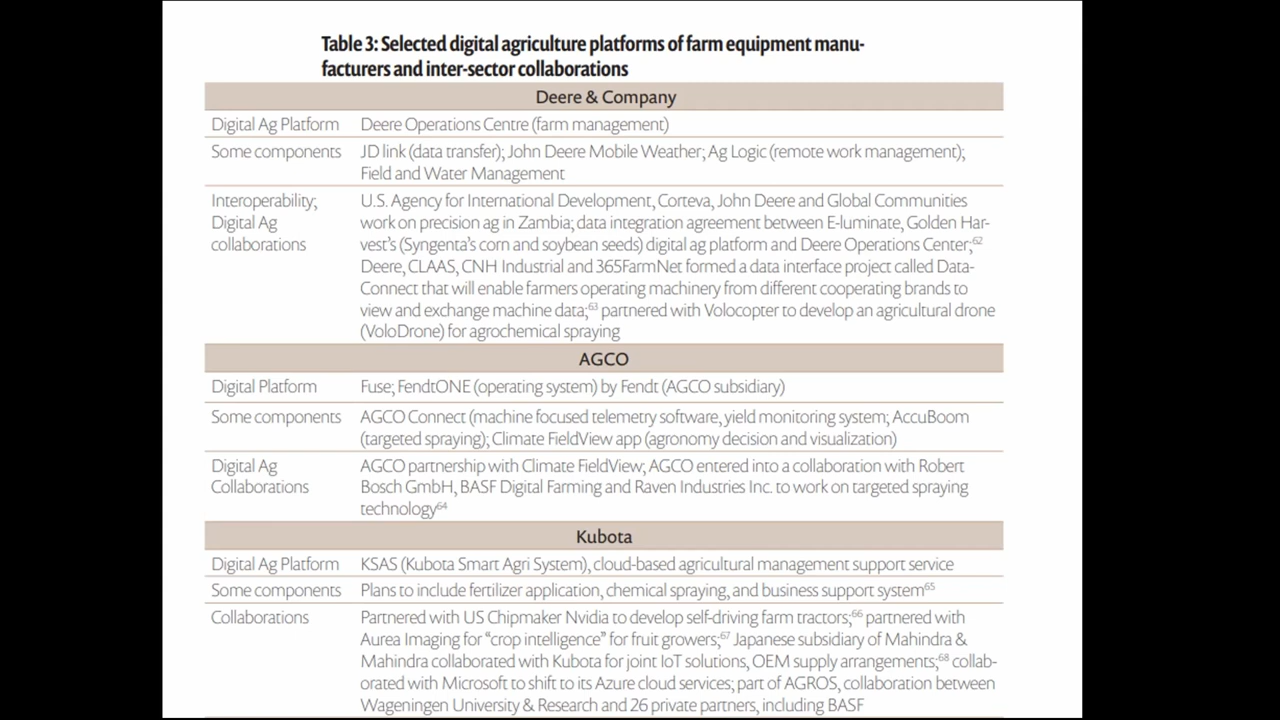 Table 3: Selected digital agriculture platforms of farm equipment manu-
facturers and inter-sector collaborations
Deere & Company
Digital Ag Platform Deere Operations Centre (farm management)
Some components JD link (data transfer); John Deere Mobile Weather; Ag Logic (remote work management);
Field and Water Management
Interoperability; U.S. Agency for International Development, Corteva, John Deere and Global Communities
Digital Ag work on precision ag in Zambia; data integration agreement between E-luminate, Golden Har-
collaborations vest's (Syngenta's corn and soybean seeds) digital ag platform and Deere Operations Center;62
Deere, CLAAS, CNH Industrial and 365FarmNet formed a data interface project called Data-
Connect that will enable farmers operating machinery from different cooperating brands to
view and exchange machine data;63 partnered with Volocopter to develop an agricultural drone
(VoloDrone) for agrochemical spraying
AGCO
Digital Platform Fuse; FendtONE (operating system) by Fendt (AGCO subsidiary)
Some components AGCO Connect (machine focused telemetry software, yield monitoring system; AccuBoom
(targeted spraying); Climate FieldView app (agronomy decision and visualization)
Digital Ag AGCO partnership with Climate FieldView; AGCO entered into a collaboration with Robert
Collaborations Bosch GmbH, BASF Digital Farming and Raven Industries Inc. to work on targeted spraying
technology64
Kubota
Digital Ag Platform KSAS (Kubota Smart Agri System), cloud-based agricultural management support service
Some components Plans to include fertilizer application, chemical spraying, and business support system65
Collaborations Partnered with US Chipmaker Nvidia to develop self-driving farm tractors;66 partnered with
Aurea Imaging for "crop intelligence" for fruit growers;67 Japanese subsidiary of Mahindra &
Mahindra collaborated with Kubota for joint IoT solutions, OEM supply arrangements;68 collab-
orated with Microsoft to shift to its Azure cloud services; part of AGROS, collaboration between
Wageningen University & Research and 26 private partners, including BASF